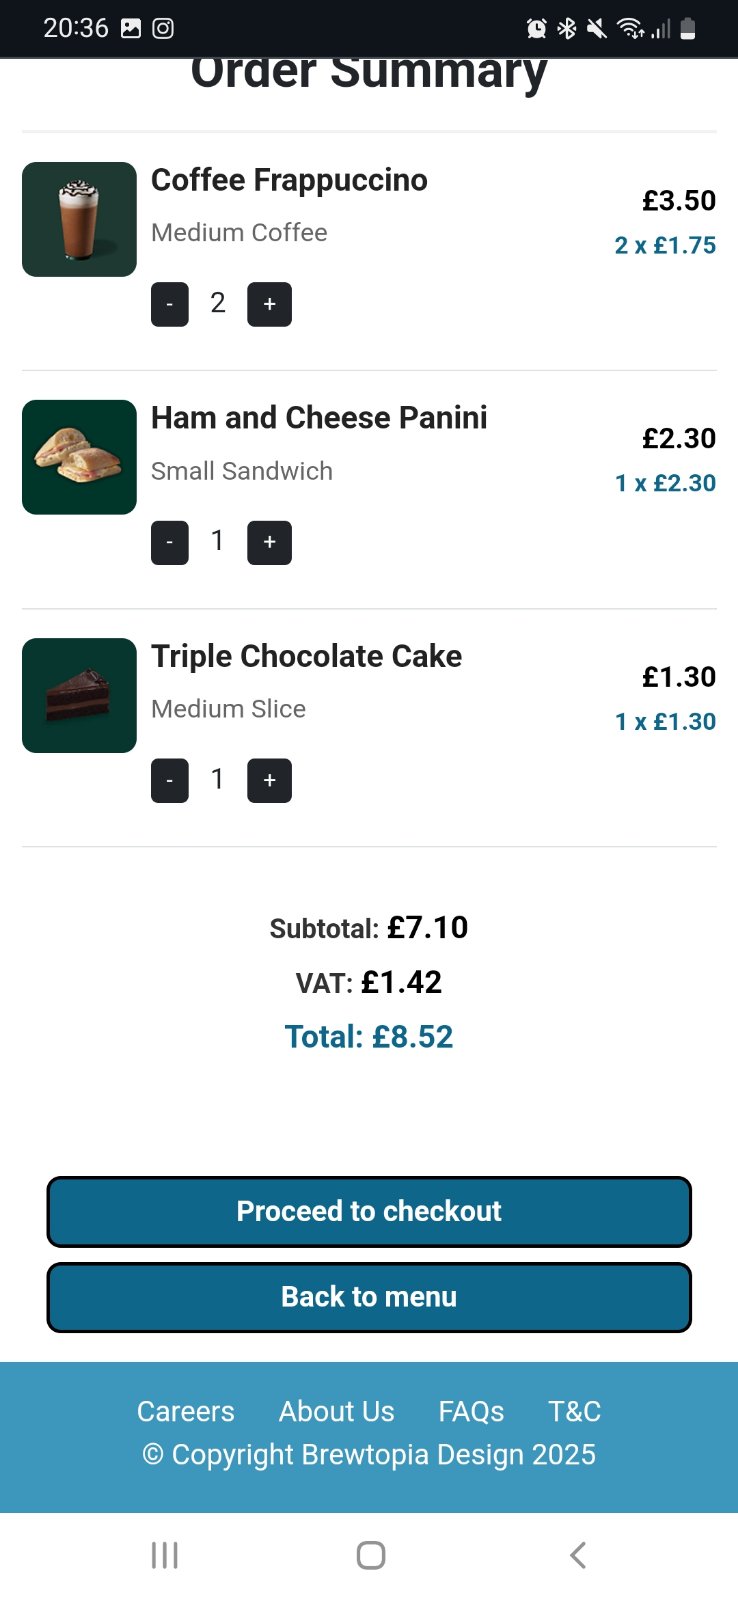 20:36
Order Summary
Coffee Frappuccino
£3.50
Medium Coffee
2 x £1.75
- 2 +
Ham and Cheese Panini
£2.30
Small Sandwich
1 x £2.30
- 1 +
Triple Chocolate Cake
£1.30
Medium Slice
1 x £1.30
- 1 +
Subtotal: £7.10
VAT: £1.42
Total: £8.52
Proceed to checkout
Back to menu
Careers About Us FAQs T&C
© Copyright Brewtopia Design 2025